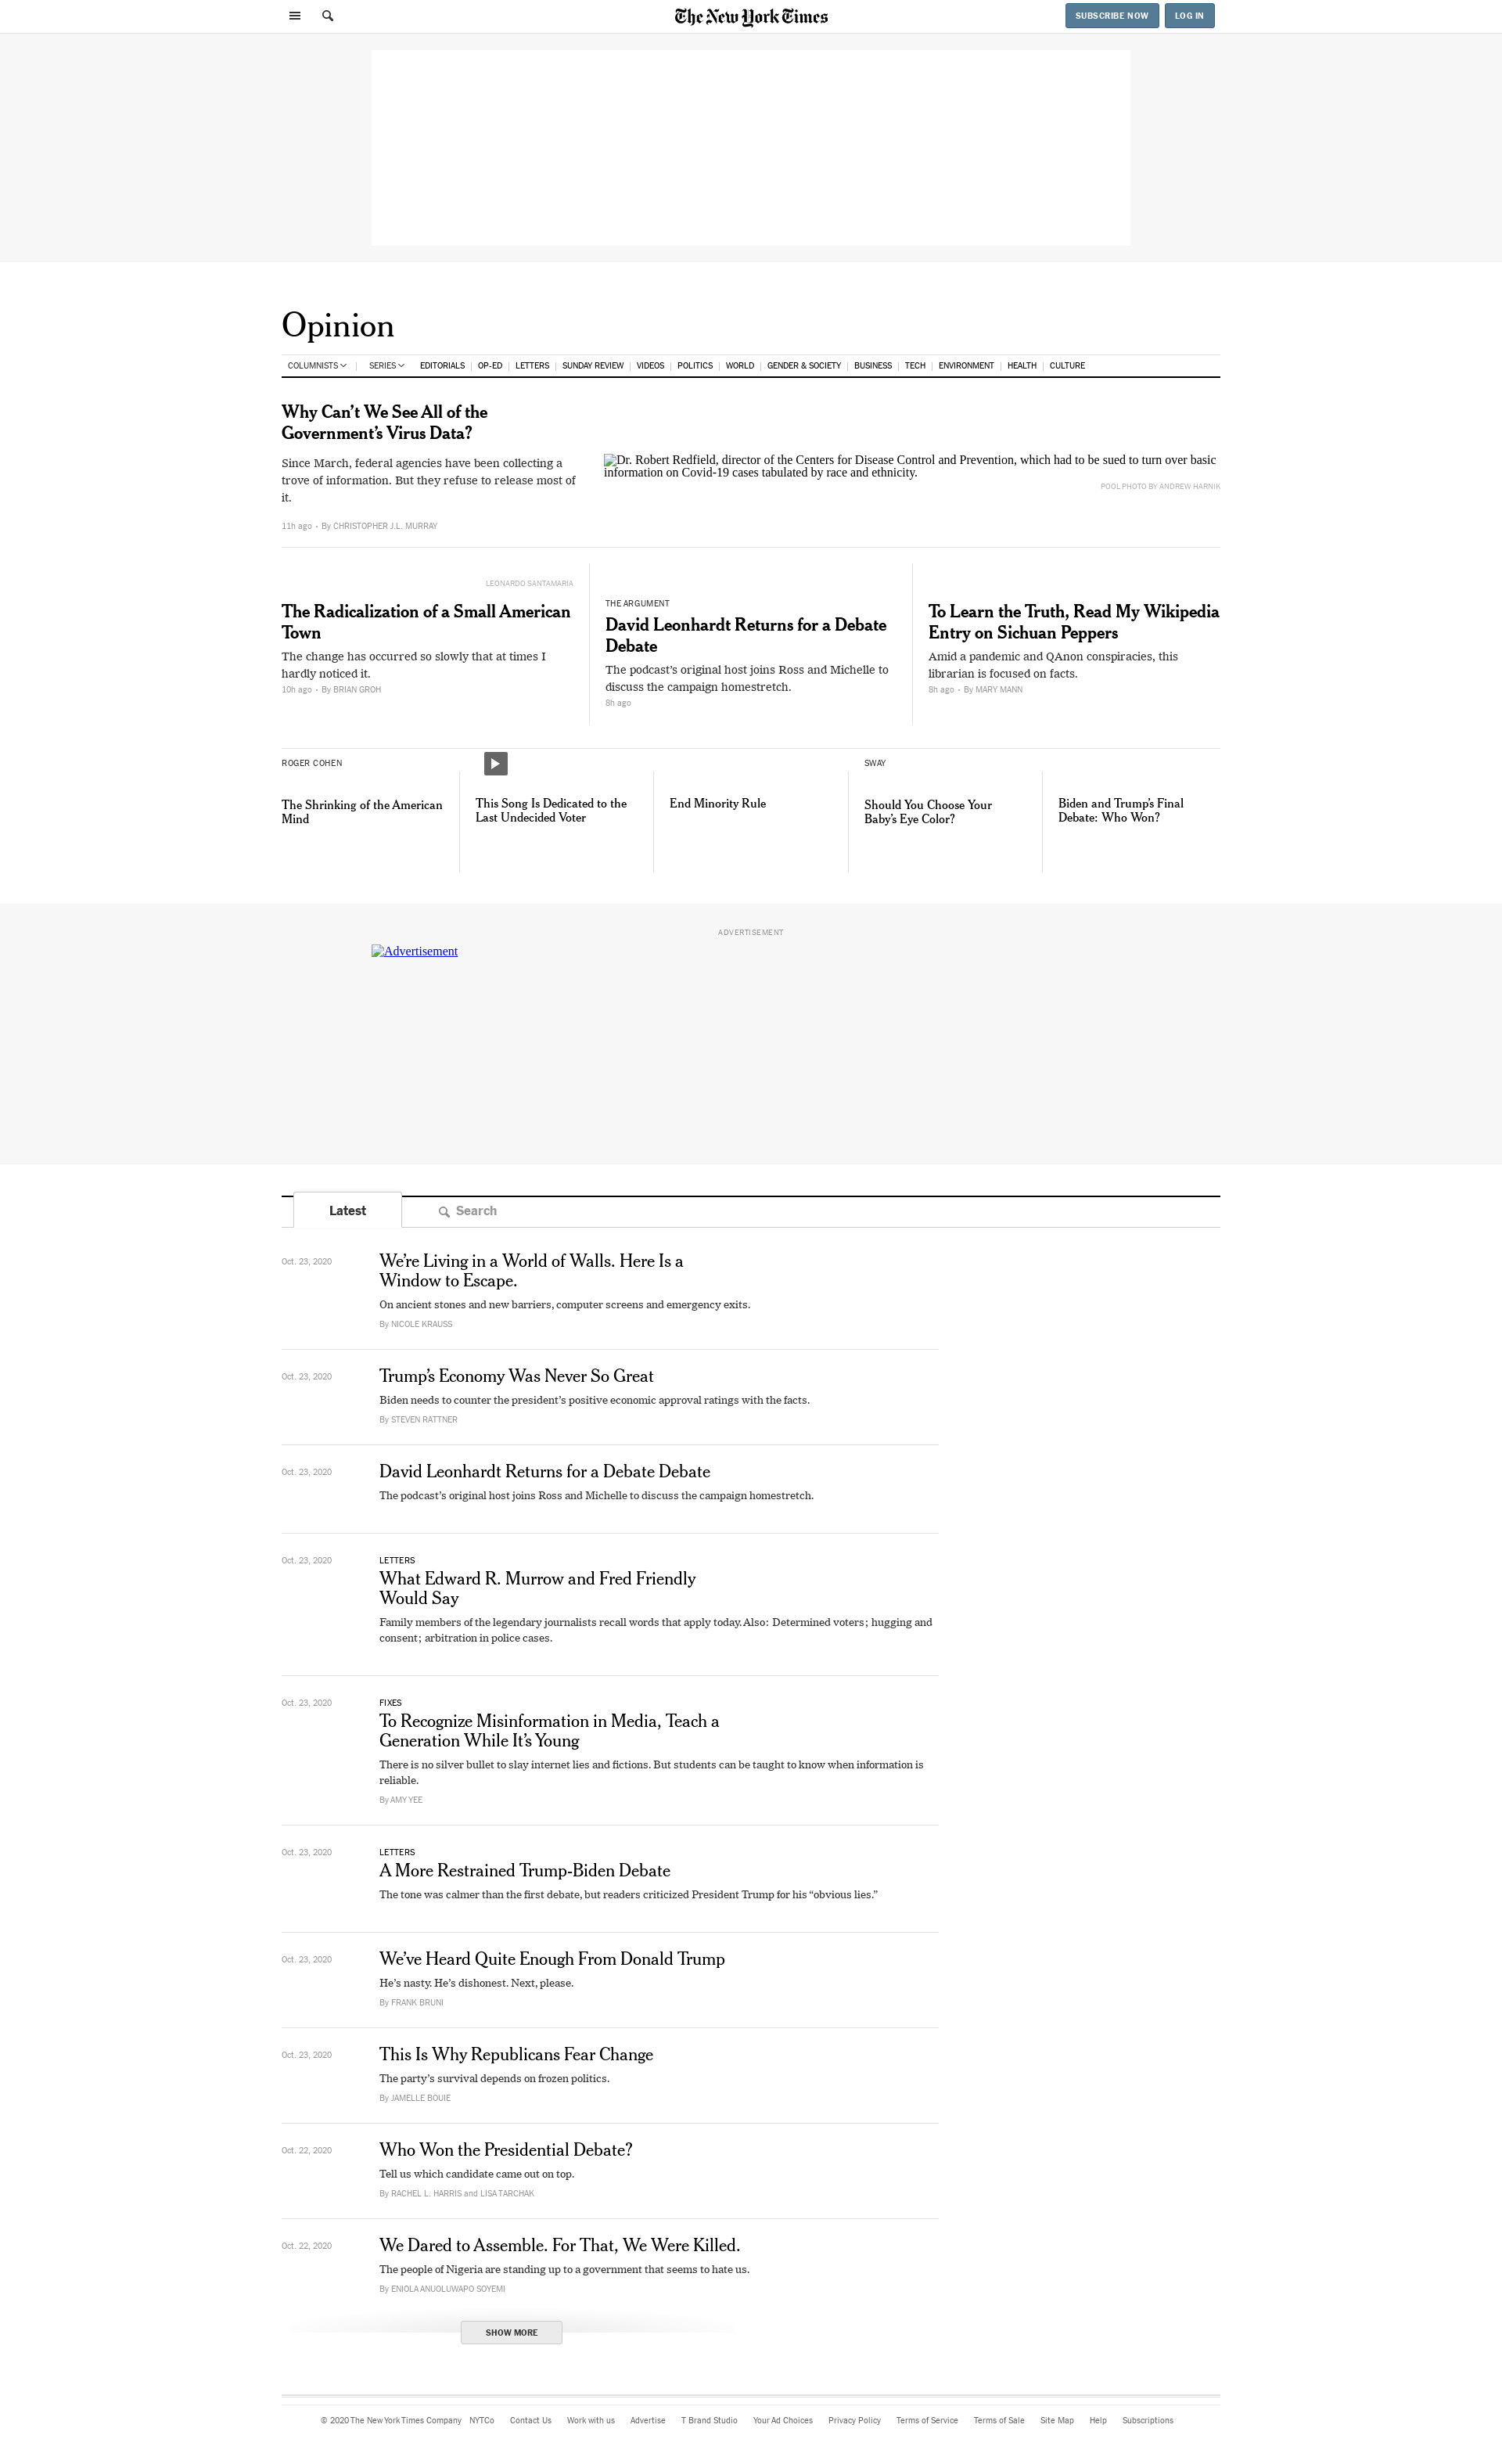 The New York Times
SUBSCRIBE NOW
LOG IN
Opinion
COLUMNISTS | SERIES EDITORIALS | OP-ED | LETTERS | SUNDAY REVIEW | VIDEOS | POLITICS | WORLD | GENDER & SOCIETY | BUSINESS | TECH | ENVIRONMENT | HEALTH | CULTURE
Why Can’t We See All of the
Government’s Virus Data?
Since March, federal agencies have been collecting a
trove of information. But they refuse to release most of
it.
11h ago • By CHRISTOPHER J.L. MURRAY
Dr. Robert Redfield, director of the Centers for Disease Control and Prevention, which had to be sued to turn over basic
information on Covid-19 cases tabulated by race and ethnicity.
POOL PHOTO BY ANDREW HARNIK
LEONARDO SANTAMARIA
The Radicalization of a Small American
Town
The change has occurred so slowly that at times I
hardly noticed it.
10h ago • By BRIAN GROH
THE ARGUMENT
David Leonhardt Returns for a Debate
Debate
The podcast’s original host joins Ross and Michelle to
discuss the campaign homestretch.
8h ago
To Learn the Truth, Read My Wikipedia
Entry on Sichuan Peppers
Amid a pandemic and QAnon conspiracies, this
librarian is focused on facts.
8h ago • By MARY MANN
ROGER COHEN
The Shrinking of the American
Mind
This Song Is Dedicated to the
Last Undecided Voter
End Minority Rule
SWAY
Should You Choose Your
Baby’s Eye Color?
Biden and Trump’s Final
Debate: Who Won?
ADVERTISEMENT
Advertisement
Latest
Search
Oct. 23, 2020
We’re Living in a World of Walls. Here Is a
Window to Escape.
On ancient stones and new barriers, computer screens and emergency exits.
By NICOLE KRAUSS
Oct. 23, 2020
Trump’s Economy Was Never So Great
Biden needs to counter the president’s positive economic approval ratings with the facts.
By STEVEN RATTNER
Oct. 23, 2020
David Leonhardt Returns for a Debate Debate
The podcast’s original host joins Ross and Michelle to discuss the campaign homestretch.
Oct. 23, 2020
LETTERS
What Edward R. Murrow and Fred Friendly
Would Say
Family members of the legendary journalists recall words that apply today. Also: Determined voters; hugging and
consent; arbitration in police cases.
Oct. 23, 2020
FIXES
To Recognize Misinformation in Media, Teach a
Generation While It’s Young
There is no silver bullet to slay internet lies and fictions. But students can be taught to know when information is
reliable.
By AMY YEE
Oct. 23, 2020
LETTERS
A More Restrained Trump-Biden Debate
The tone was calmer than the first debate, but readers criticized President Trump for his “obvious lies.”
Oct. 23, 2020
We’ve Heard Quite Enough From Donald Trump
He’s nasty. He’s dishonest. Next, please.
By FRANK BRUNI
Oct. 23, 2020
This Is Why Republicans Fear Change
The party’s survival depends on frozen politics.
By JAMELLE BOUIE
Oct. 22, 2020
Who Won the Presidential Debate?
Tell us which candidate came out on top.
By RACHEL L. HARRIS and LISA TARCHAK
Oct. 22, 2020
We Dared to Assemble. For That, We Were Killed.
The people of Nigeria are standing up to a government that seems to hate us.
By ENIOLA ANUOLUWAPO SOYEMI
SHOW MORE
© 2020 The New York Times Company NYTCo Contact Us Work with us Advertise T Brand Studio Your Ad Choices Privacy Policy Terms of Service Terms of Sale Site Map Help Subscriptions